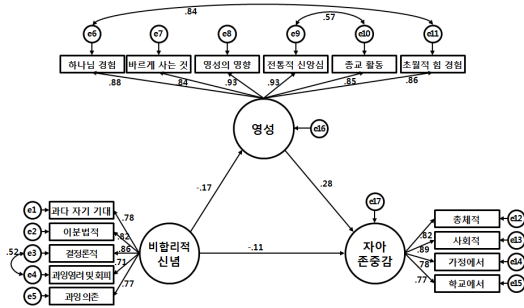 .84
.57
e6 e7 e8 e9 e10 e11
하나님 경험 바르게 사는 것 명성의 영향 전통적 신앙심 종교 활동 초월적 힘 경험
.88 .84 .93 .93 .85 .86
영성 e16
-.17 .28
e17
e1 과다 자기 기대 .78
e2 이분법적 .82
e3 결정론적 .86
.52
e4 과잉염려 및 회피 .71
e5 과잉 의존 .77
비합리적
신념
-.11
자아
존중감
총체적 e12 .82
사회적 e13 .89
가정에서 e14 .78
학교에서 e15 .77